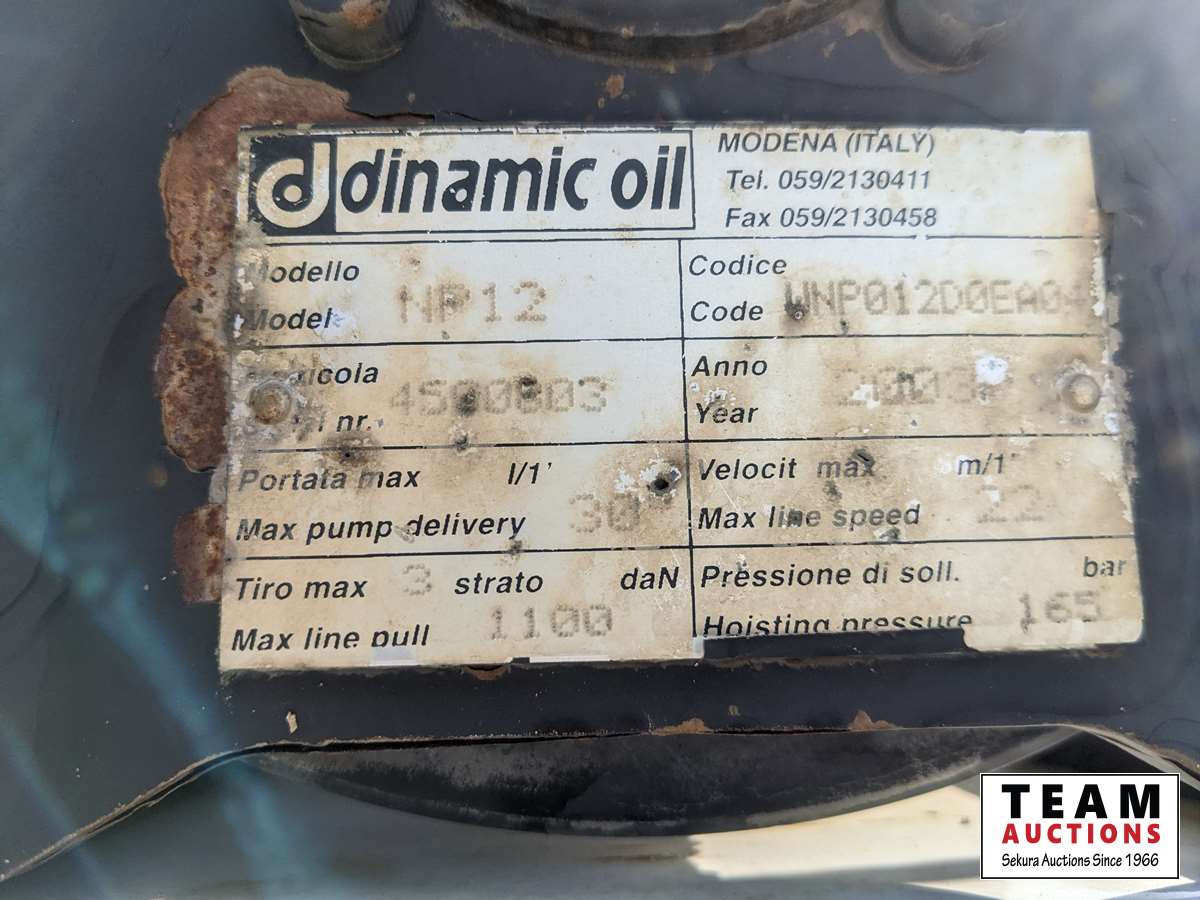 dinamic oil
MODENA (ITALY)
Tel. 059/2130411
Fax 059/2130458
Modello
Model NP12
Codice
Code WNP012D0EA04
nr.
Anno
Year
Portata max l/1'
Max pump delivery 30
Velocit max m/1'
Max line speed 22
Tiro max 3 strato daN
Max line pull 1100
Pressione di soll. bar
Hoisting pressure 165
TEAM
AUCTIONS
Sekura Auctions Since 1966